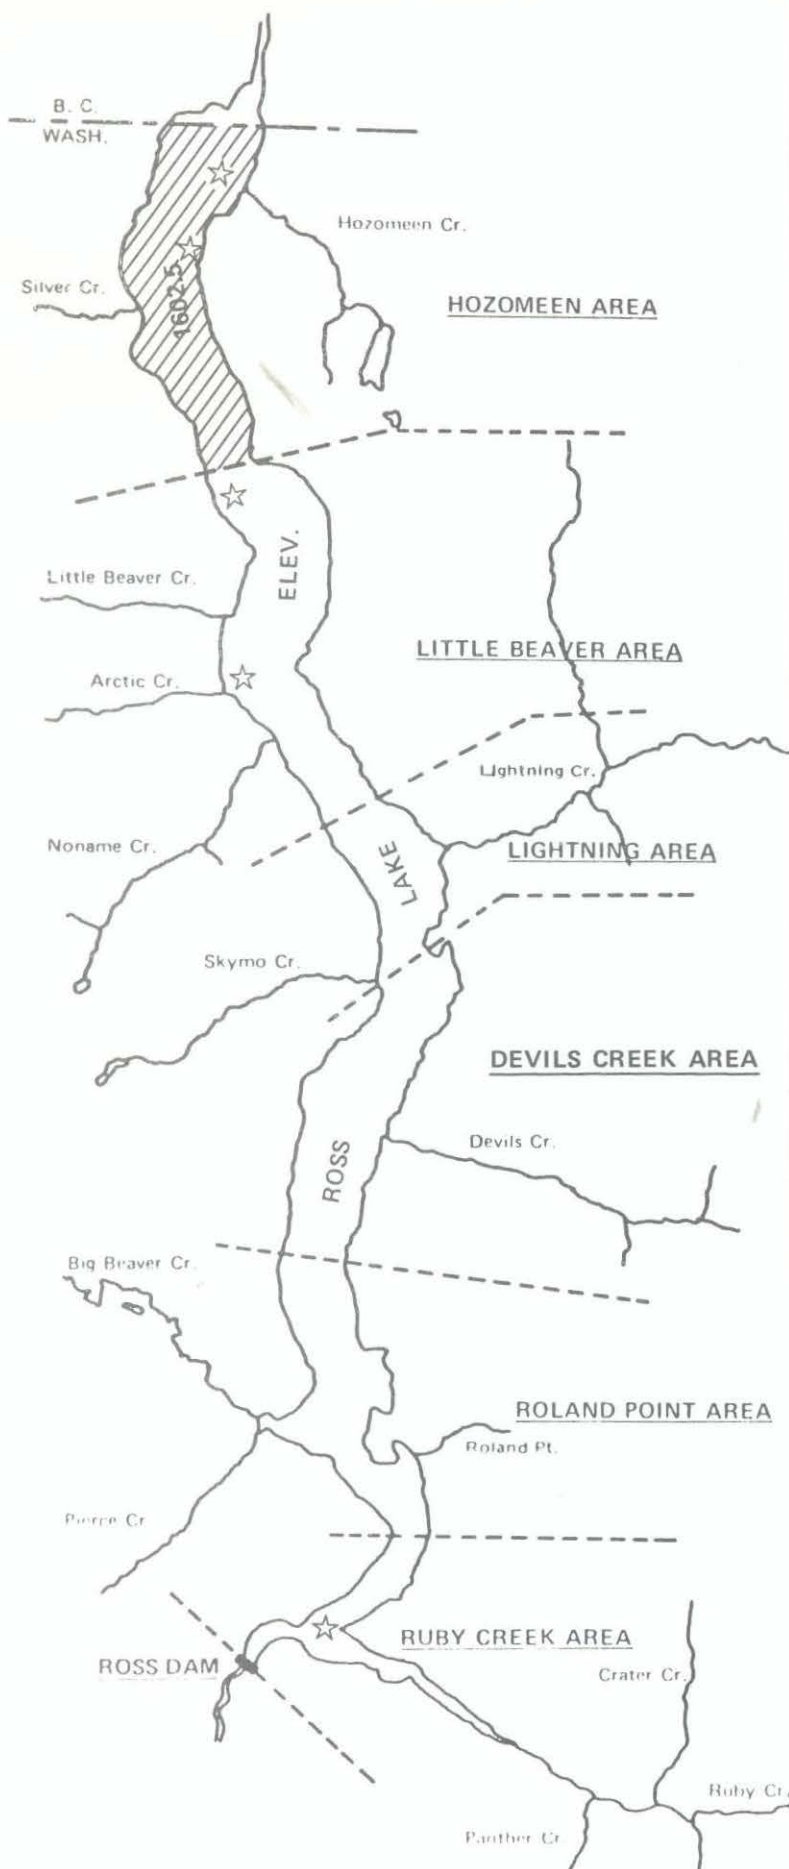 B. C.
WASH.
Hozomeen Cr.
Silver Cr.
HOZOMEEN AREA
ROSS LAKE ELEV. 1602.5
Little Beaver Cr.
LITTLE BEAVER AREA
Arctic Cr.
Lightning Cr.
Noname Cr.
LIGHTNING AREA
Skymo Cr.
DEVILS CREEK AREA
Devils Cr.
Big Beaver Cr.
ROLAND POINT AREA
Roland Pt.
Pierce Cr
RUBY CREEK AREA
ROSS DAM
Crater Cr.
Ruby Cr.
Panther Cr.